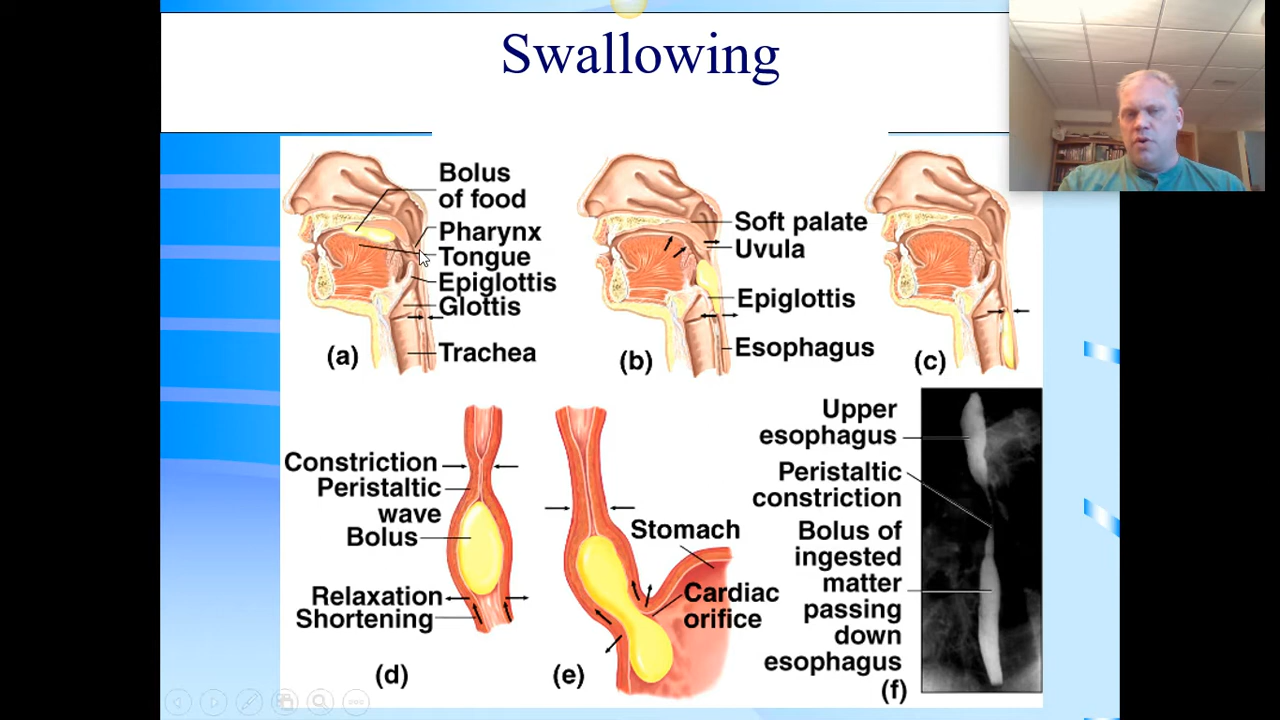 Swallowing
Bolus
of food
Pharynx
Tongue
Epiglottis
Glottis
Trachea
(a)
Soft palate
Uvula
Epiglottis
Esophagus
(b)
(c)
Constriction
Peristaltic
wave
Bolus
Relaxation
Shortening
(d)
Stomach
Cardiac
orifice
(e)
Upper
esophagus
Peristaltic
constriction
Bolus of
ingested
matter
passing
down
esophagus
(f)